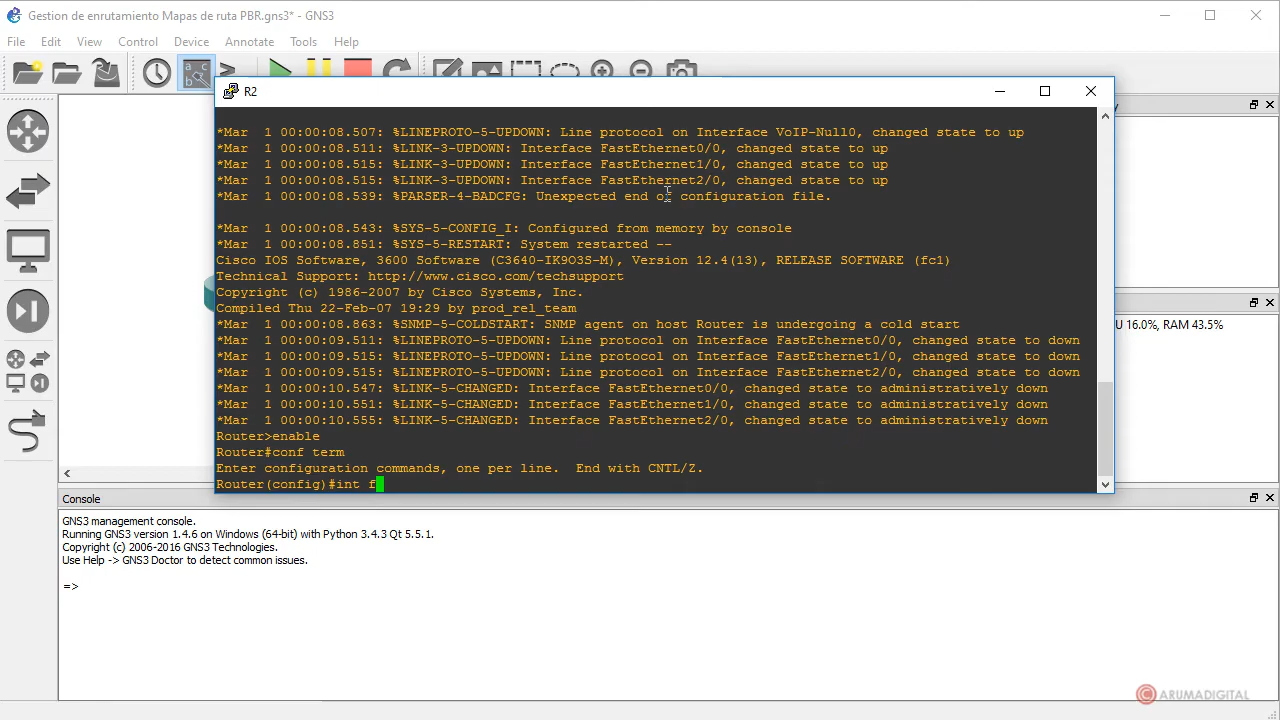 Gestion de enrutamiento Mapas de ruta PBR.gns3* - GNS3
File Edit View Control Device Annotate Tools Help
R2
*Mar  1 00:00:08.507: %LINEPROTO-5-UPDOWN: Line protocol on Interface VoIP-Null0, changed state to up
*Mar  1 00:00:08.511: %LINK-3-UPDOWN: Interface FastEthernet0/0, changed state to up
*Mar  1 00:00:08.515: %LINK-3-UPDOWN: Interface FastEthernet1/0, changed state to up
*Mar  1 00:00:08.515: %LINK-3-UPDOWN: Interface FastEthernet2/0, changed state to up
*Mar  1 00:00:08.539: %PARSER-4-BADCFG: Unexpected end of configuration file.
*Mar  1 00:00:08.543: %SYS-5-CONFIG_I: Configured from memory by console
*Mar  1 00:00:08.851: %SYS-5-RESTART: System restarted --
Cisco IOS Software, 3600 Software (C3640-IK9O3S-M), Version 12.4(13), RELEASE SOFTWARE (fc1)
Technical Support: http://www.cisco.com/techsupport
Copyright (c) 1986-2007 by Cisco Systems, Inc.
Compiled Thu 22-Feb-07 19:29 by prod_rel_team
*Mar  1 00:00:08.863: %SNMP-5-COLDSTART: SNMP agent on host Router is undergoing a cold start
*Mar  1 00:00:09.511: %LINEPROTO-5-UPDOWN: Line protocol on Interface FastEthernet0/0, changed state to down
*Mar  1 00:00:09.515: %LINEPROTO-5-UPDOWN: Line protocol on Interface FastEthernet1/0, changed state to down
*Mar  1 00:00:09.515: %LINEPROTO-5-UPDOWN: Line protocol on Interface FastEthernet2/0, changed state to down
*Mar  1 00:00:10.547: %LINK-5-CHANGED: Interface FastEthernet0/0, changed state to administratively down
*Mar  1 00:00:10.551: %LINK-5-CHANGED: Interface FastEthernet1/0, changed state to administratively down
*Mar  1 00:00:10.555: %LINK-5-CHANGED: Interface FastEthernet2/0, changed state to administratively down
Router>enable
Router#conf term
Enter configuration commands, one per line.  End with CNTL/Z.
Router(config)#int f
U 16.0%, RAM 43.5%
Console
GNS3 management console.
Running GNS3 version 1.4.6 on Windows (64-bit) with Python 3.4.3 Qt 5.5.1.
Copyright (c) 2006-2016 GNS3 Technologies.
Use Help -> GNS3 Doctor to detect common issues.
=>
© ARUMADIGITAL